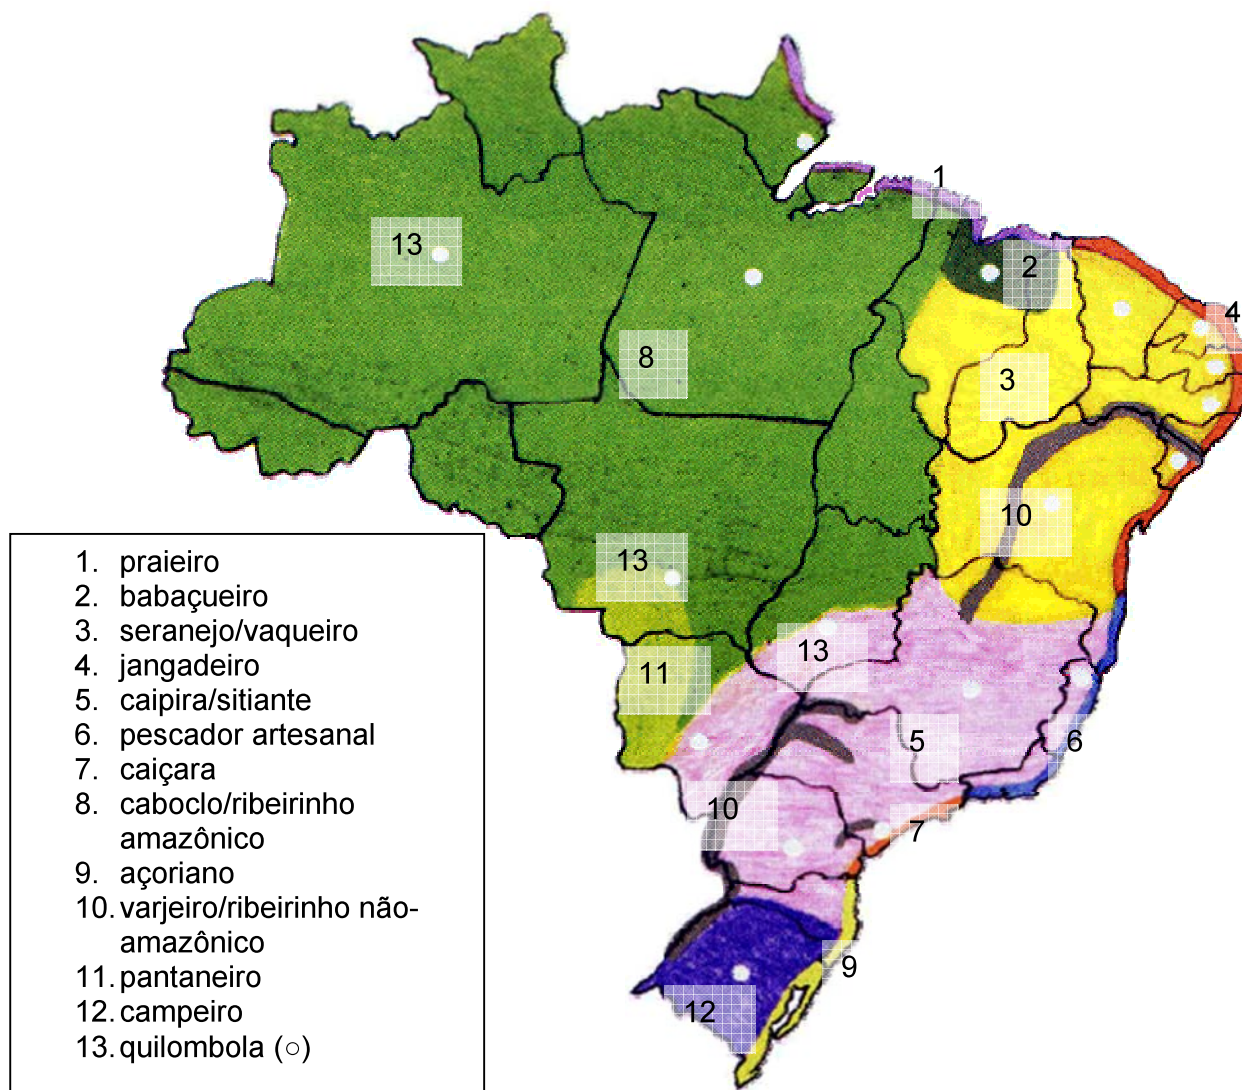 1
13
2
4
8
3
10
13
13
11
5
6
10
7
9
12
1. praieiro
2. babaçueiro
3. seranejo/vaqueiro
4. jangadeiro
5. caipira/sitiante
6. pescador artesanal
7. caiçara
8. caboclo/ribeirinho
amazônico
9. açoriano
10. varjeiro/ribeirinho não-
amazônico
11. pantaneiro
12. campeiro
13. quilombola (○)